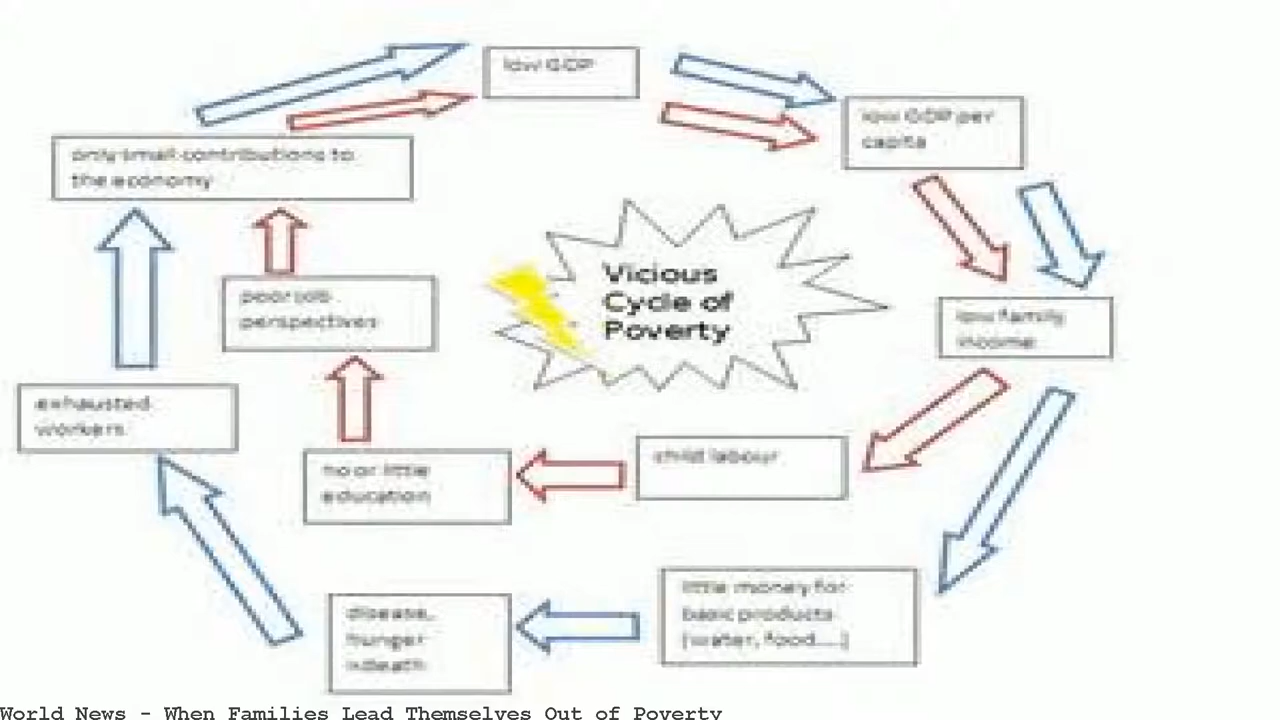 low GDP
low GDP per
capita
only small contributions to
the economy
Vicious
Cycle of
Poverty
poor job
perspectives
low family
income
exhausted
workers
no or little
education
child labour
little money for
basic products
(water, food.....)
disease,
hunger
death
World News - When Families Lead Themselves Out of Poverty